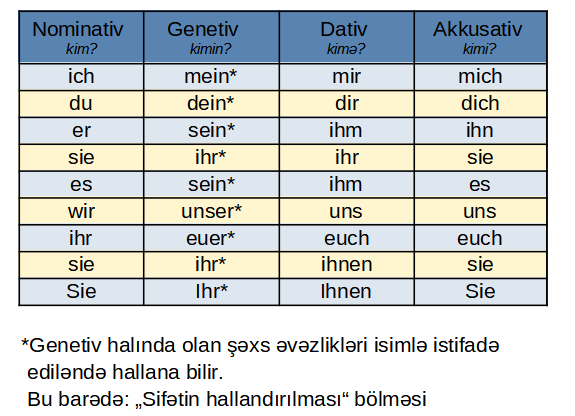 Nominativ Genetiv Dativ Akkusativ
kim? kimin? kimə? kimi?
ich mein* mir mich
du dein* dir dich
er sein* ihm ihn
sie ihr* ihr sie
es sein* ihm es
wir unser* uns uns
ihr euer* euch euch
sie ihr* ihnen sie
Sie Ihr* Ihnen Sie
*Genetiv halında olan şəxs əvəzlikləri isimlə istifadə
ediləndə hallana bilir.
Bu barədə: „Sifətin hallandırılması“ bölməsi